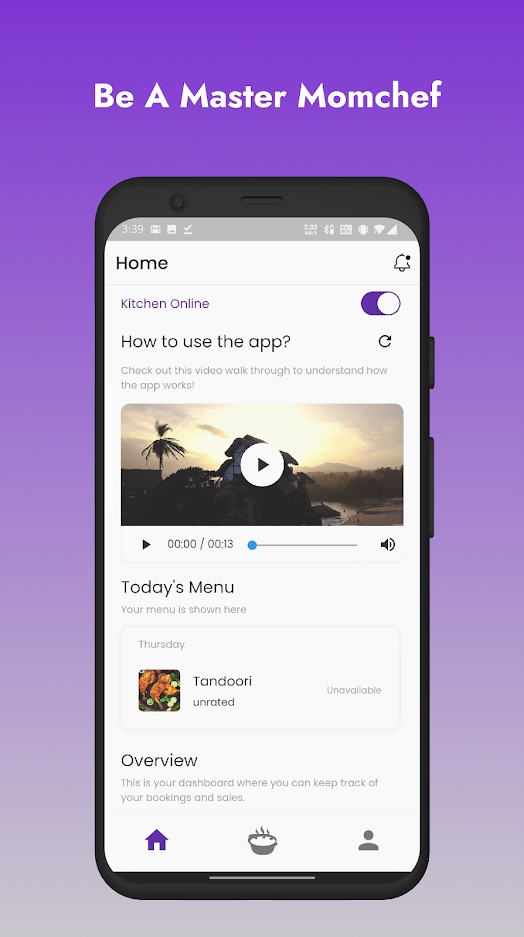 Be A Master Momchef
3:39
Home
Kitchen Online
How to use the app?
Check out this video walk through to understand how
the app works!
00:00 / 00:13
Today's Menu
Your menu is shown here
Thursday
Tandoori
unrated
Unavailable
Overview
This is your dashboard where you can keep track of
your bookings and sales.